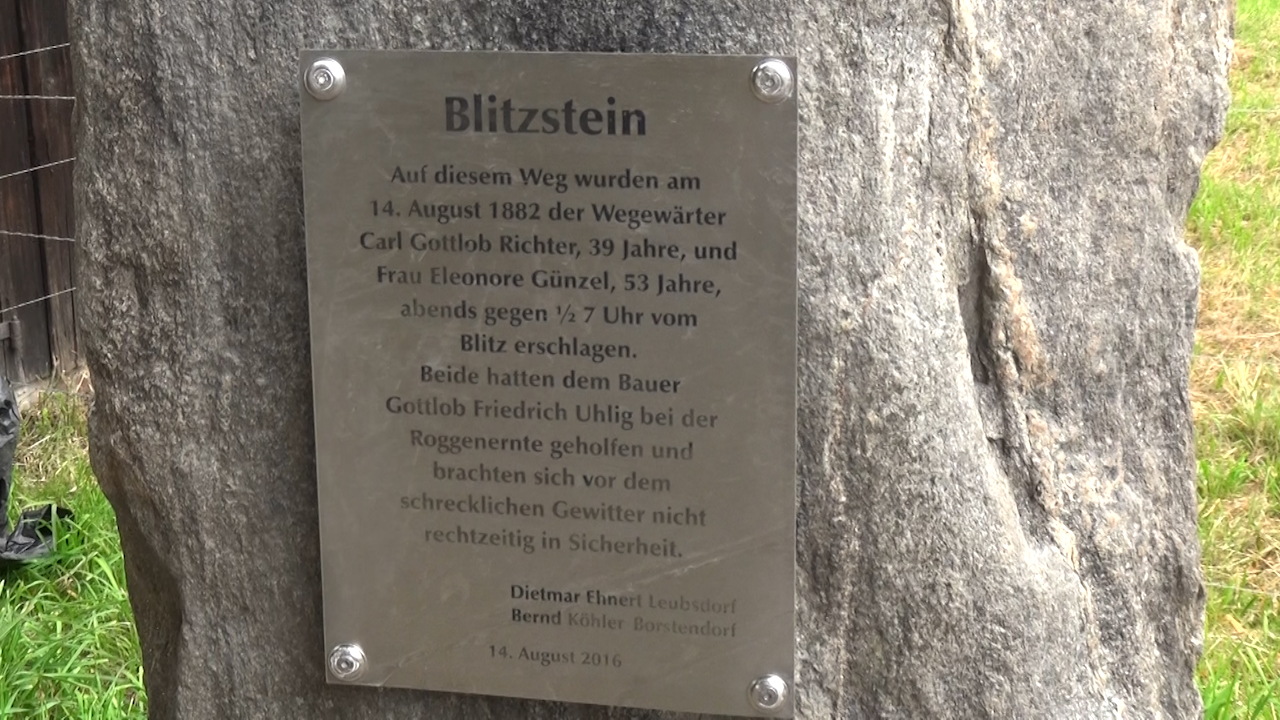 Blitzstein
Auf diesem Weg wurden am
14. August 1882 der Wegewärter
Carl Gottlob Richter, 39 Jahre, und
Frau Eleonore Günzel, 53 Jahre,
abends gegen ½ 7 Uhr vom
Blitz erschlagen.
Beide hatten dem Bauer
Gottlob Friedrich Uhlig bei der
Roggenernte geholfen und
brachten sich vor dem
schrecklichen Gewitter nicht
rechtzeitig in Sicherheit.
Dietmar Ehnert Leubsdorf
Bernd Köhler Borstendorf
14. August 2016